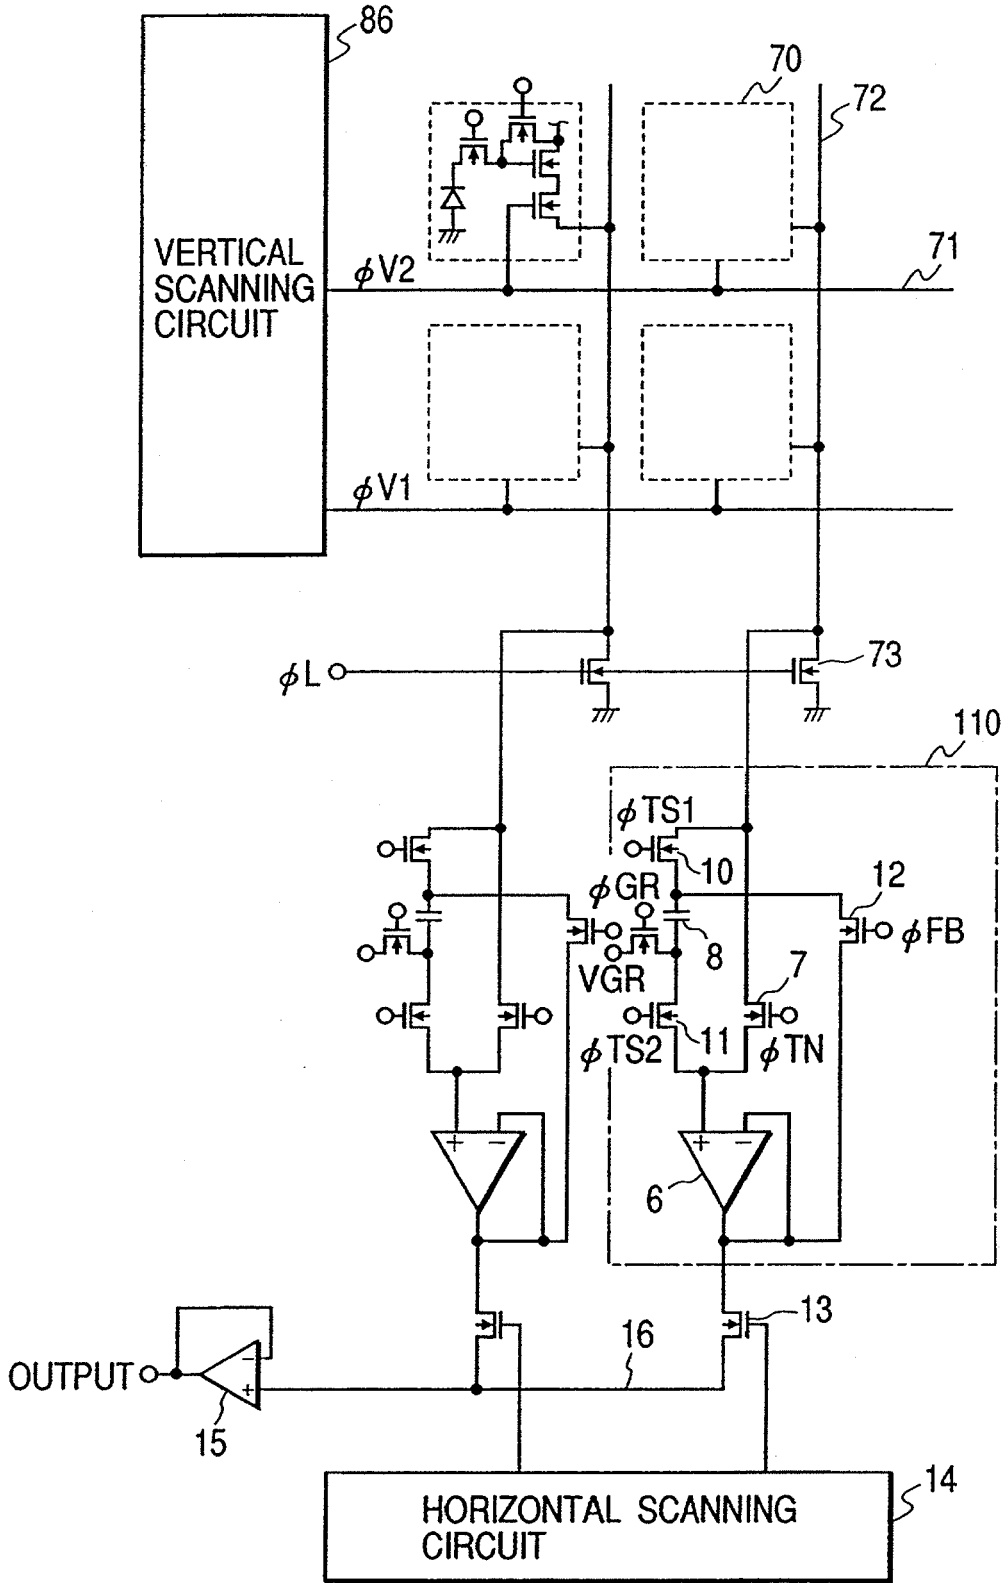 86
70
72
VERTICAL
SCANNING
CIRCUIT
φV2
71
φV1
φL
73
110
φTS1
10
φGR
12
8
φFB
VGR
7
φTS2
11
φTN
+ −
+ −
6
13
16
OUTPUT
−
+
15
14
HORIZONTAL SCANNING
CIRCUIT